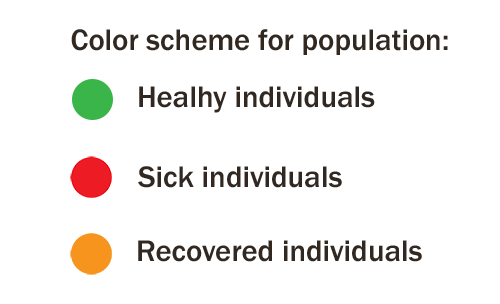 Color scheme for population:
Healhy individuals
Sick individuals
Recovered individuals